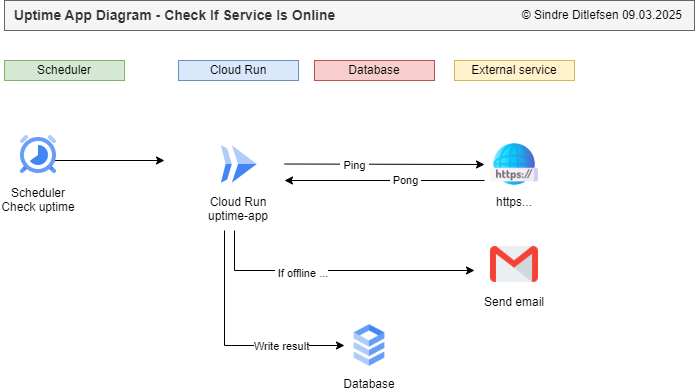 Uptime App Diagram - Check If Service Is Online
© Sindre Ditlefsen 09.03.2025
Scheduler
Cloud Run
Database
External service
Ping
Pong
https://
Scheduler
Check uptime
Cloud Run
uptime-app
https...
If offline ...
Send email
Write result
Database